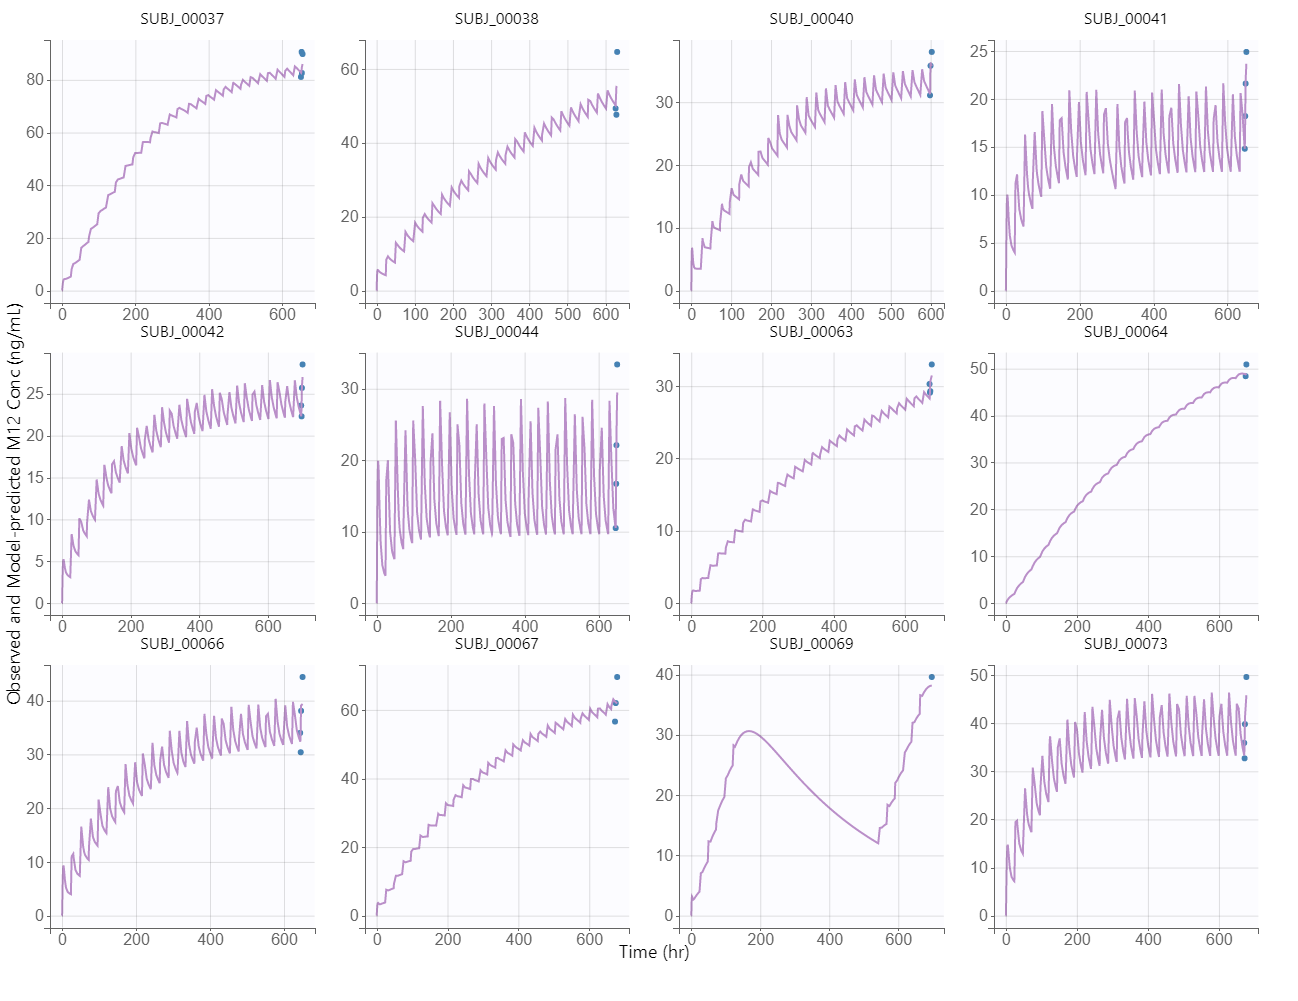 SUBJ_00037 SUBJ_00038 SUBJ_00040 SUBJ_00041
80 60 30 25
60 40 20 20
40 20 10 15
20 0 0 10
0 5
0
0 200 400 600 0 100 200 300 400 500 600 0 100 200 300 400 500 600 0 200 400 600
SUBJ_00042 SUBJ_00044 SUBJ_00063 SUBJ_00064
25 30 30 50
20 20 20 40
15 10 10 30
10 0 0 20
5 10
0 0
0 200 400 600 0 200 400 600 0 200 400 600 0 200 400 600
SUBJ_00066 SUBJ_00067 SUBJ_00069 SUBJ_00073
40 60 40 50
30 40 30 40
20 20 20 30
10 0 10 20
0 0 10
0
0 200 400 600 0 200 400 600 0 200 400 600 0 200 400 600
Observed and Model-predicted M12 Conc (ng/mL)
Time (hr)